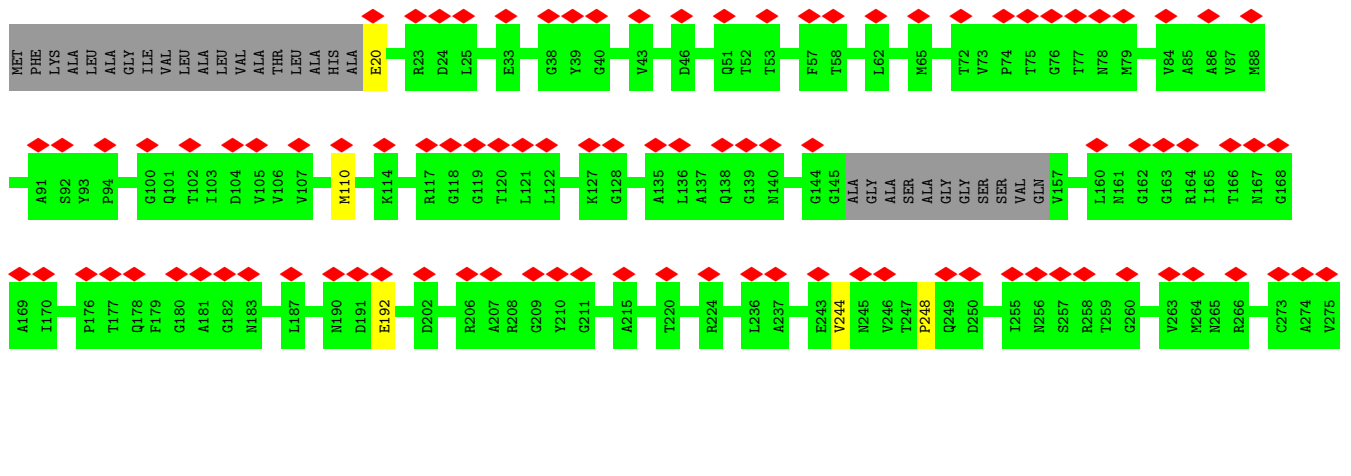 MET PHE LYS ALA LEU ALA ALA GLY ILE VAL LEU ALA LEU VAL ALA THR LEU ALA HIS ALA E20 R23 D24 L25 E33 G38 Y39 G40 V43 D46 Q51 T52 T53 F57 T58 L62 M65 T72 V73 P74 T75 G76 T77 N78 M79 V84 A85 A86 V87 M88
A91 S92 Y93 P94 G100 Q101 T102 I103 D104 V105 V106 V107 M110 K114 R117 G118 G119 T120 L121 L122 K127 G128 A135 L136 A137 Q138 G139 N140 G144 G145 ALA GLY ALA SER ALA GLY GLY SER SER VAL GLN V157 L160 N161 G162 G163 R164 I165 T166 N167 G168
A169 I170 P176 T177 Q178 F179 G180 A181 G182 N183 L187 N190 D191 E192 D202 R206 A207 R208 G209 Y210 G211 A215 T220 R224 L236 A237 E243 V244 N245 V246 T247 P248 Q249 D250 I255 N256 S257 R258 T259 G260 V263 M264 N265 R266 C273 A274 V275